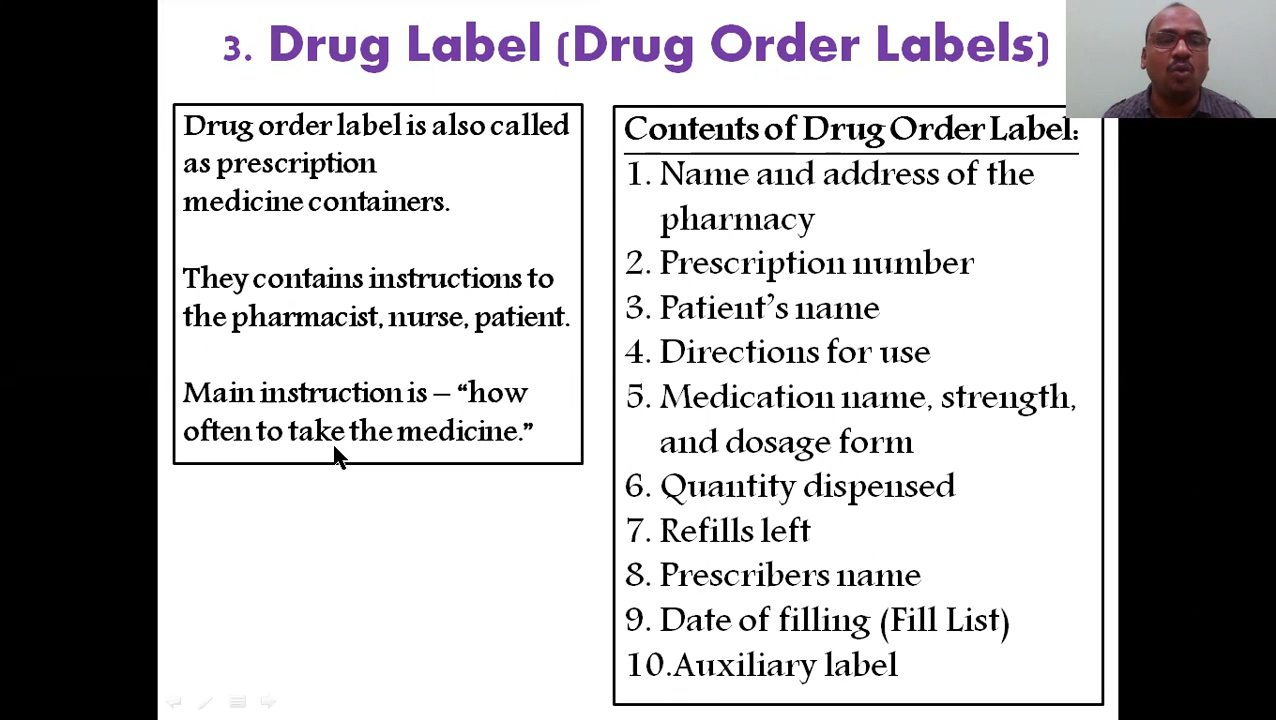 3. Drug Label (Drug Order Labels)
Drug order label is also called
as prescription
medicine containers.
They contains instructions to
the pharmacist, nurse, patient.
Main instruction is – “how
often to take the medicine.”
Contents of Drug Order Label:
1. Name and address of the
pharmacy
2. Prescription number
3. Patient’s name
4. Directions for use
5. Medication name, strength,
and dosage form
6. Quantity dispensed
7. Refills left
8. Prescribers name
9. Date of filling (Fill List)
10.Auxiliary label